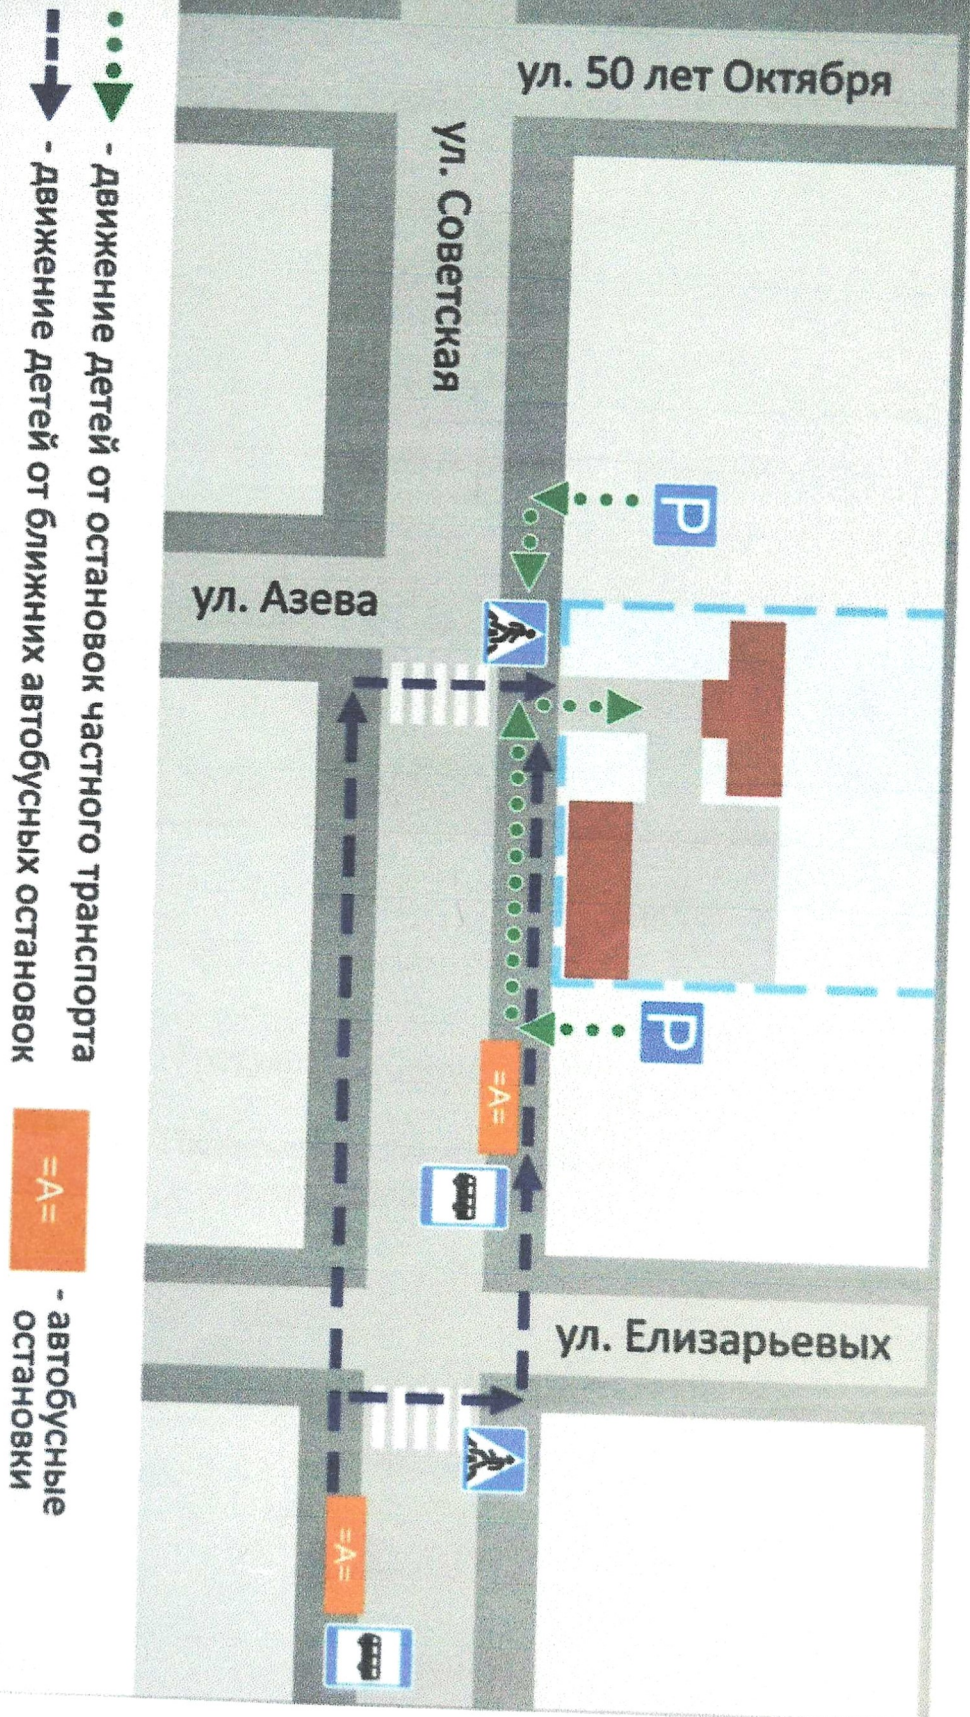 ул. 50 лет Октября
ул. Советская
P
ул. Азева
P
=A=
ул. Елизарьевых
=A=
- движение детей от остановок частного транспорта
- движение детей от ближних автобусных остановок
=A=
- автобусные
остановки